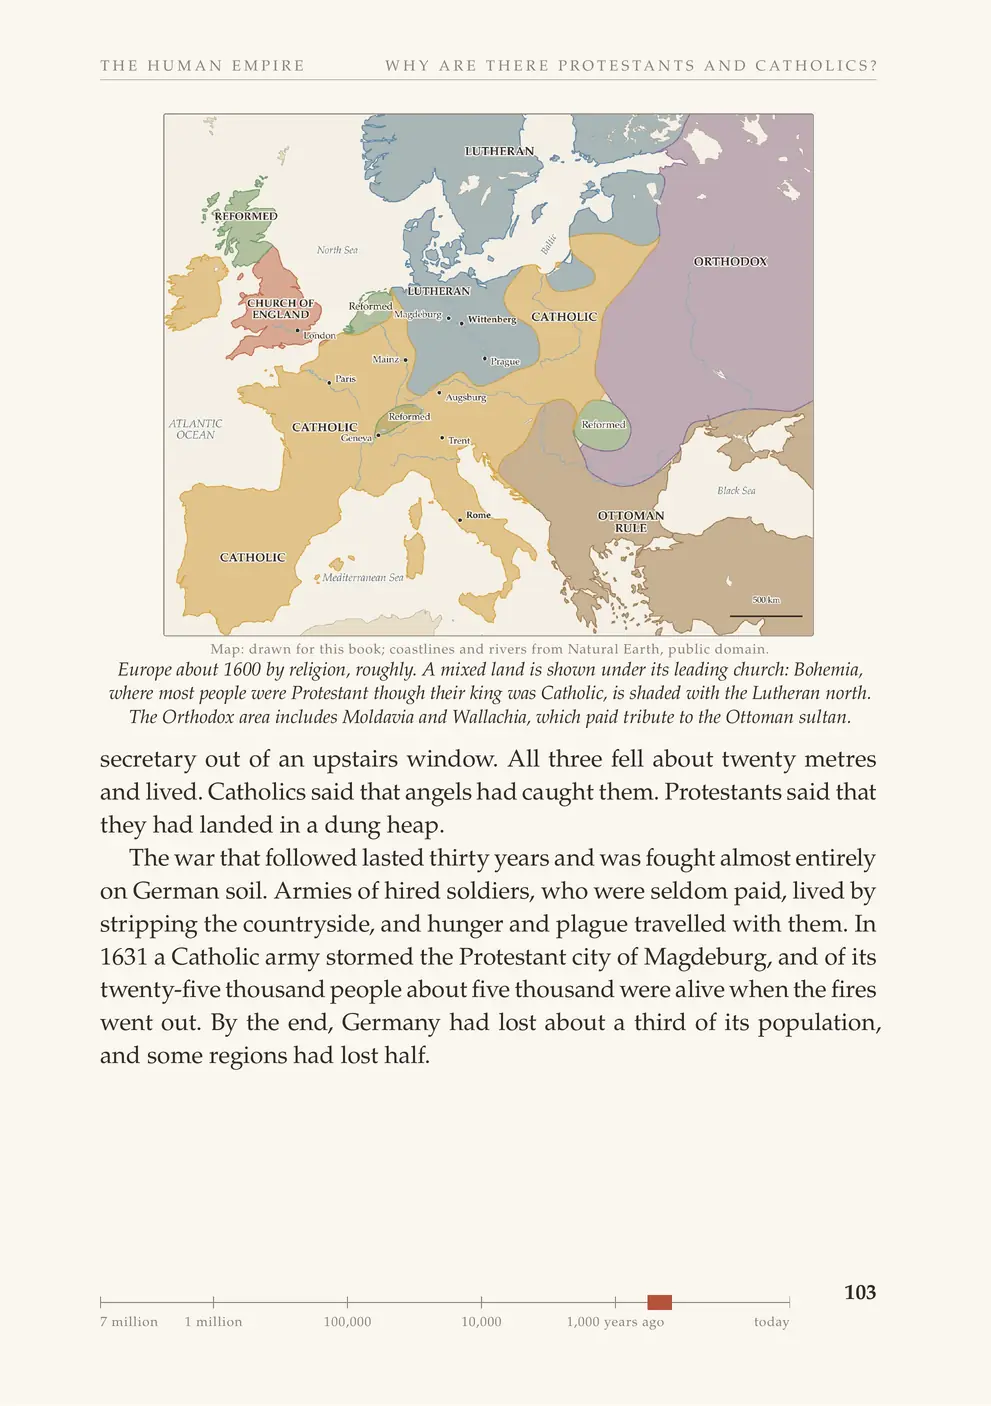 THE HUMAN EMPIRE
WHY ARE THERE PROTESTANTS AND CATHOLICS?
LUTHERAN
REFORMED
North Sea
Baltic
ORTHODOX
CHURCH OF
ENGLAND
London
Reformed
LUTHERAN
Magdeburg
Wittenberg
CATHOLIC
Mainz
Prague
Paris
Augsburg
ATLANTIC
OCEAN
CATHOLIC
Reformed
Geneva
Trent
Reformed
Black Sea
Rome
OTTOMAN
RULE
CATHOLIC
Mediterranean Sea
500 km
Map: drawn for this book; coastlines and rivers from Natural Earth, public domain.
Europe about 1600 by religion, roughly. A mixed land is shown under its leading church: Bohemia,
where most people were Protestant though their king was Catholic, is shaded with the Lutheran north.
The Orthodox area includes Moldavia and Wallachia, which paid tribute to the Ottoman sultan.
secretary out of an upstairs window. All three fell about twenty metres
and lived. Catholics said that angels had caught them. Protestants said that
they had landed in a dung heap.
The war that followed lasted thirty years and was fought almost entirely
on German soil. Armies of hired soldiers, who were seldom paid, lived by
stripping the countryside, and hunger and plague travelled with them. In
1631 a Catholic army stormed the Protestant city of Magdeburg, and of its
twenty-five thousand people about five thousand were alive when the fires
went out. By the end, Germany had lost about a third of its population,
and some regions had lost half.
103
7 million
1 million
100,000
10,000
1,000 years ago
today